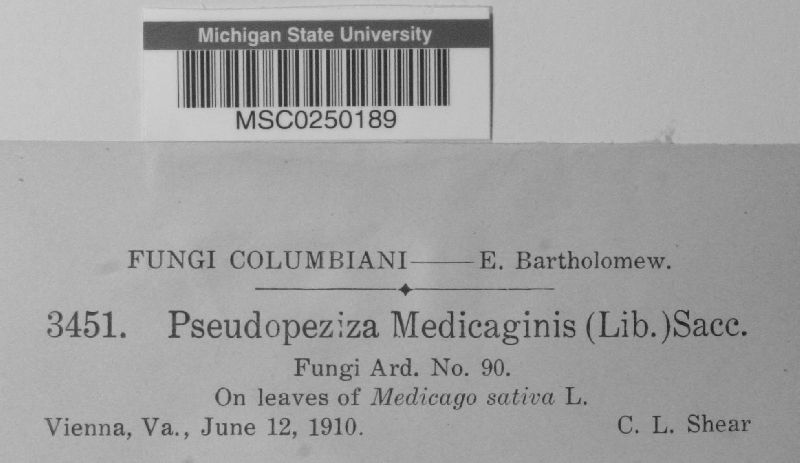 Michigan State University
MSC0250189
FUNGI COLUMBIANI——E. Bartholomew.
3451. Pseudopeziza Medicaginis (Lib.) Sacc.
Fungi Ard. No. 90.
On leaves of Medicago sativa L.
Vienna, Va., June 12, 1910. C. L. Shear